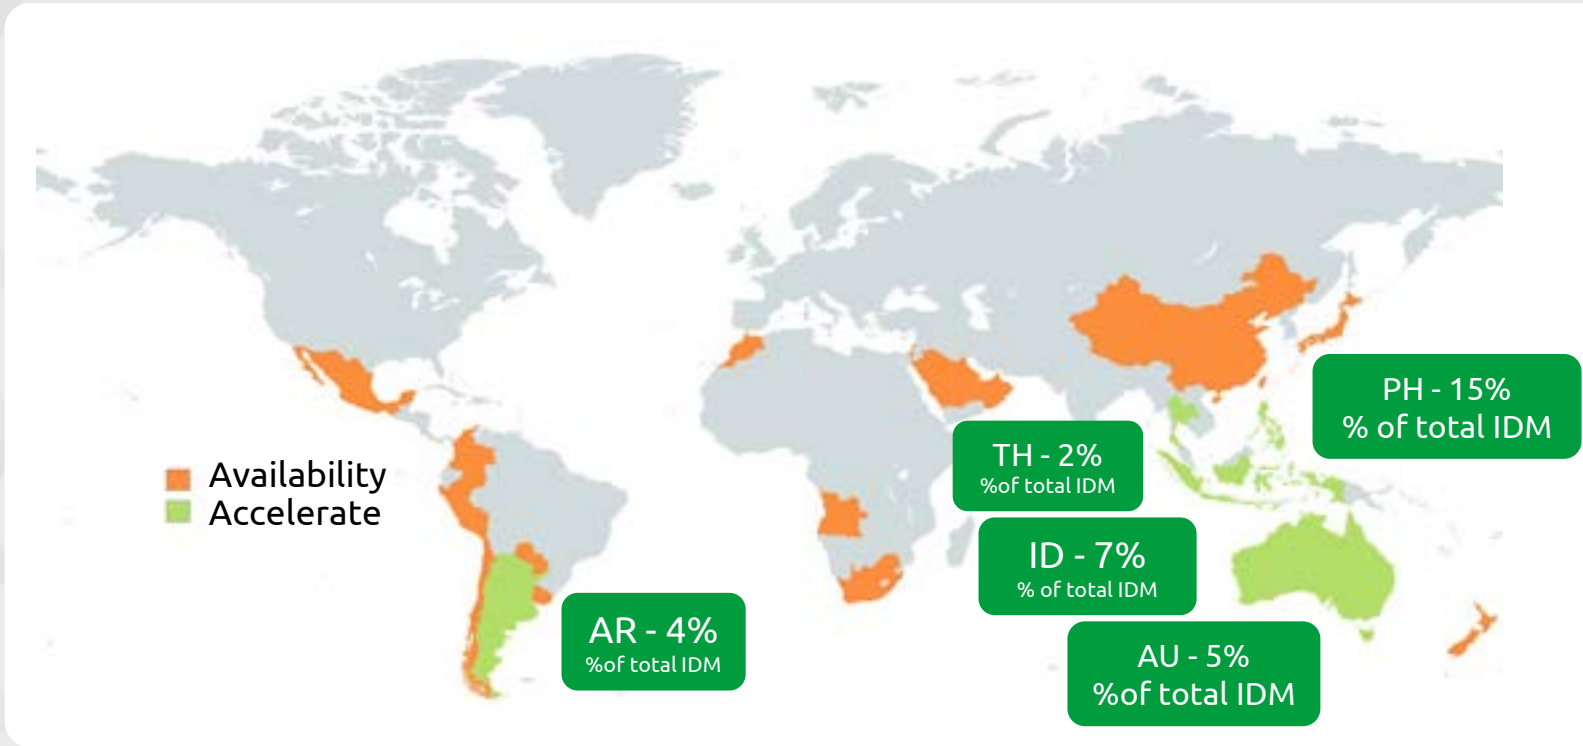 Availability
Accelerate
PH - 15%
% of total IDM
TH - 2%
%of total IDM
ID - 7%
% of total IDM
AR - 4%
%of total IDM
AU - 5%
%of total IDM